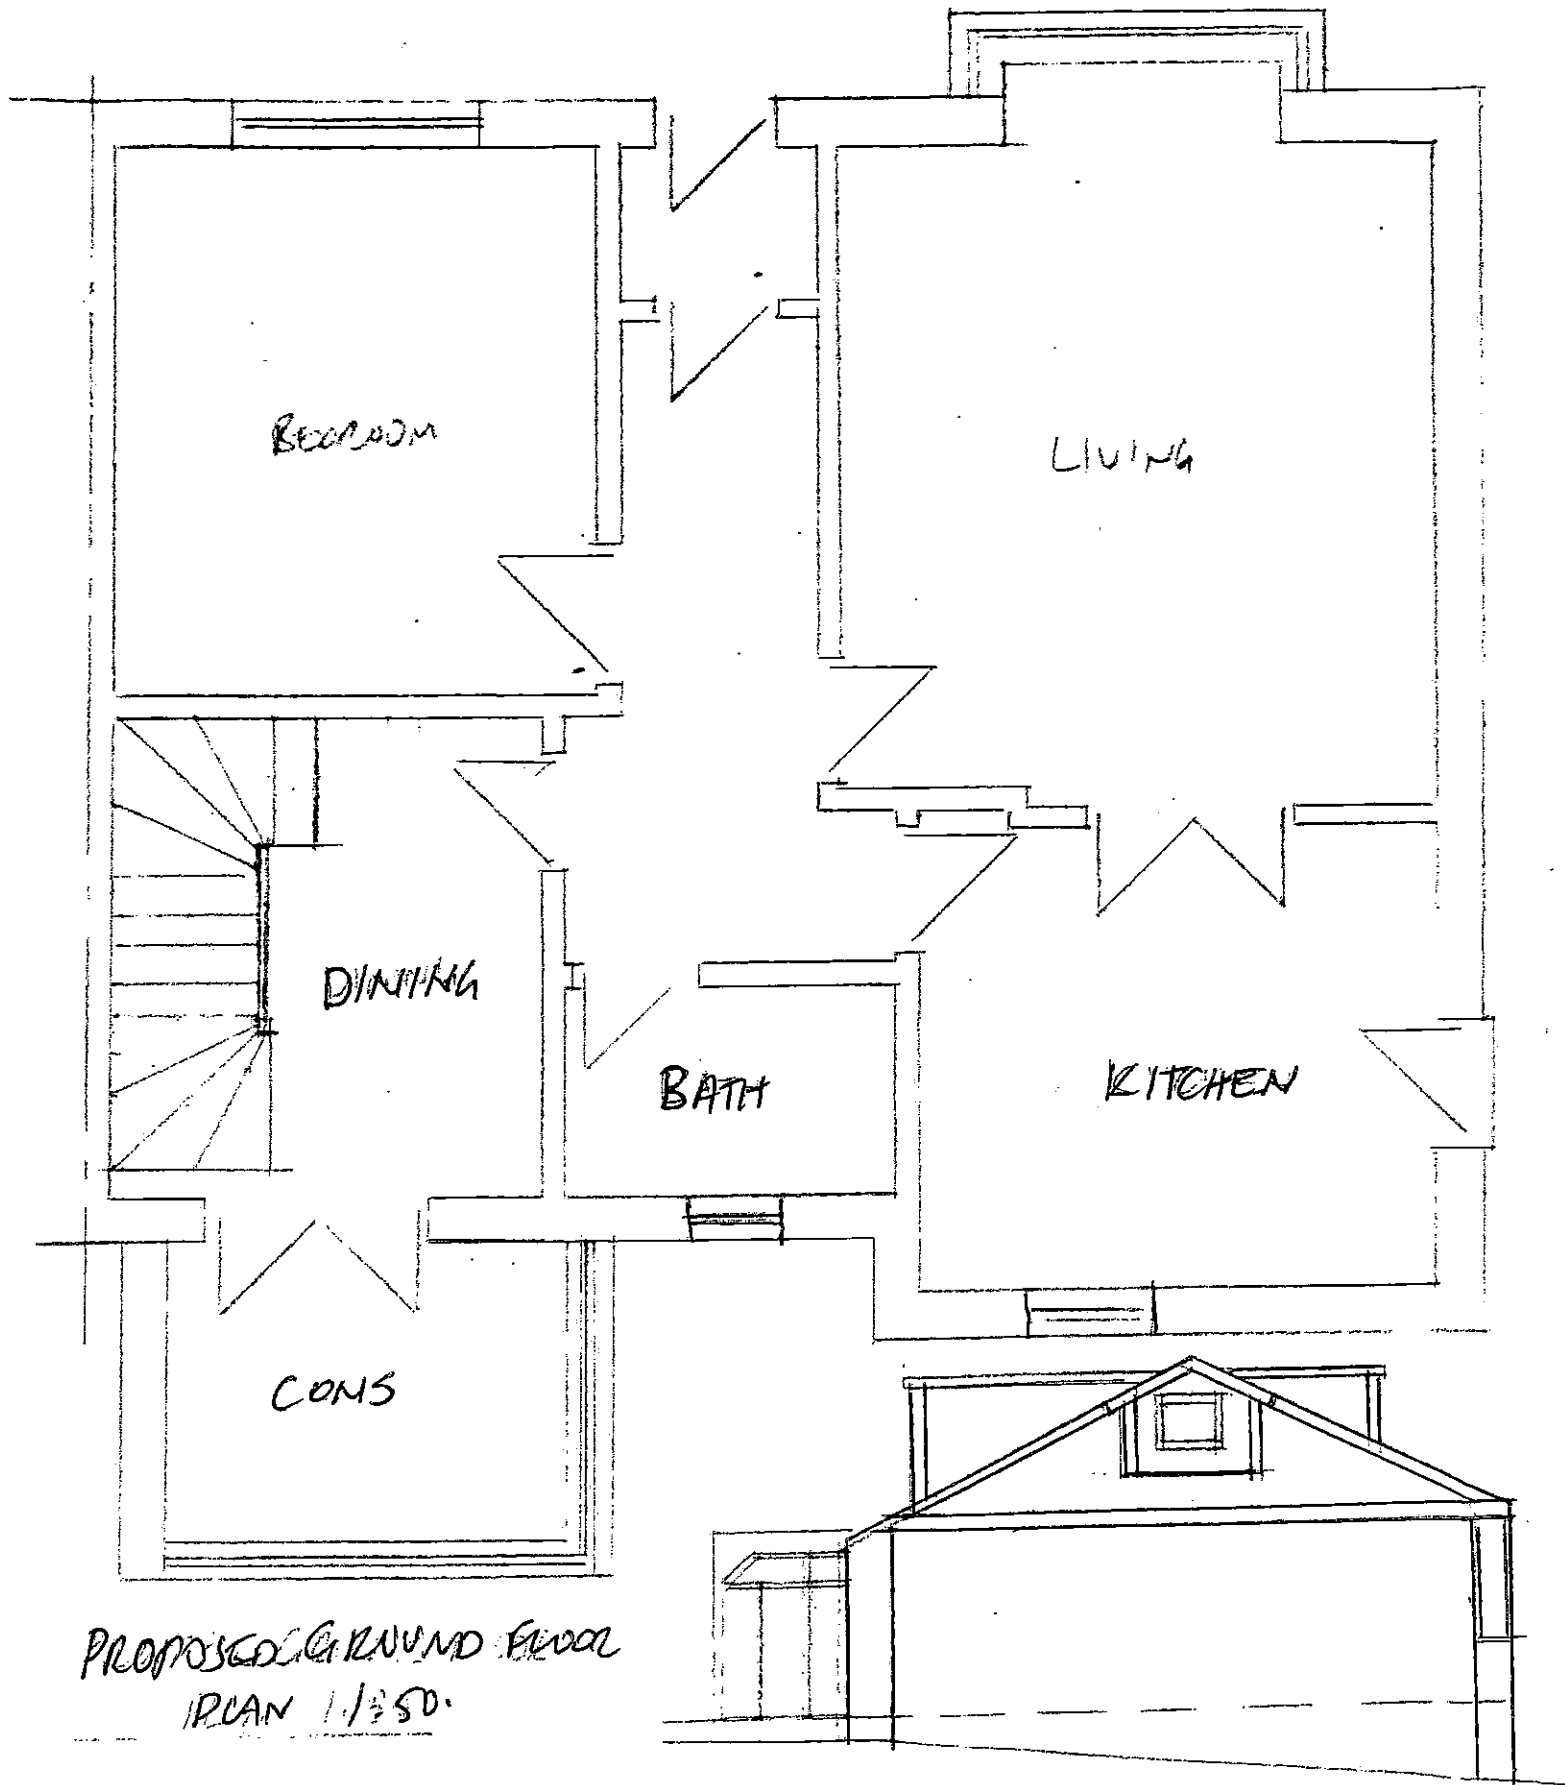 BEDROOM
LIVING
DINING
BATH
KITCHEN
CONS
PROPOSED GROUND FLOOR
PLAN 1/50.